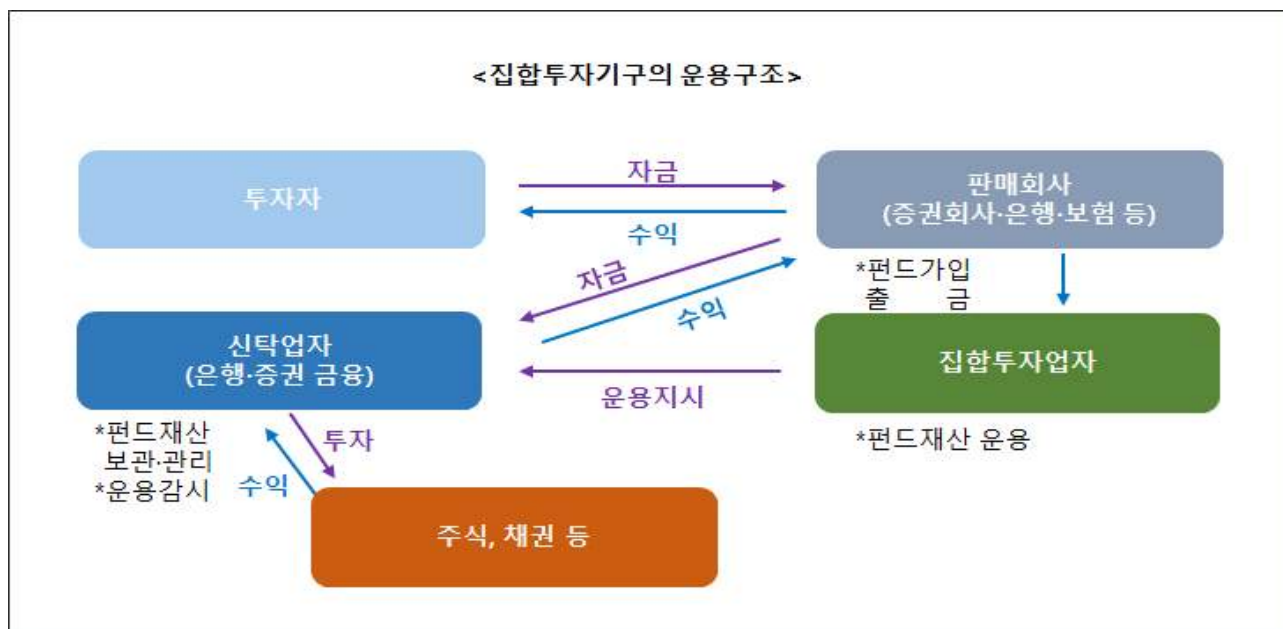 <집합투자기구의 운용구조>
투자자
자금
수익
판매회사
(증권회사·은행·보험 등)
*펀드가입
출 금
자금
수익
신탁업자
(은행·증권 금융)
운용지시
집합투자업자
*펀드재산
보관·관리
*운용감시
투자
수익
*펀드재산 운용
주식, 채권 등